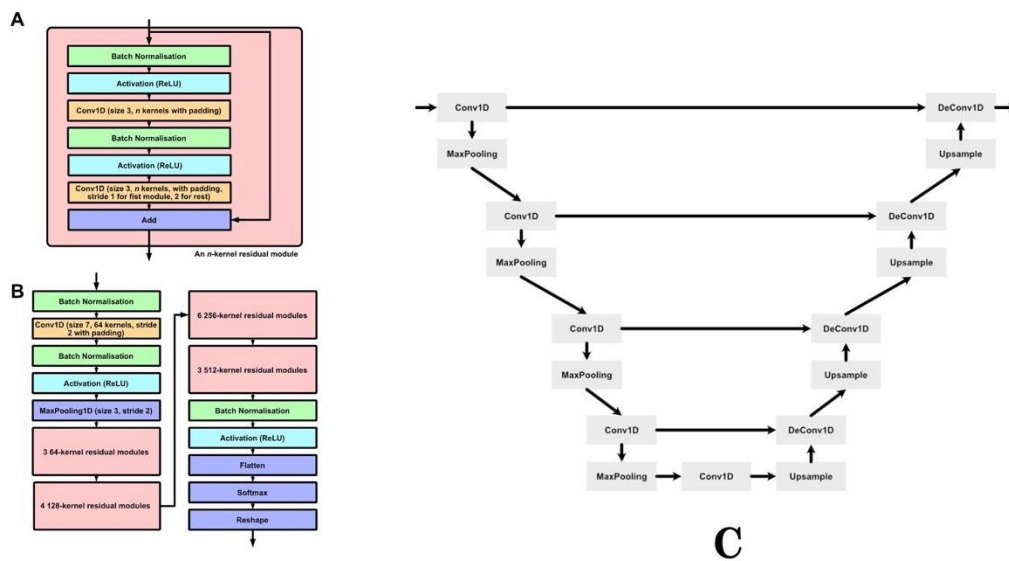 A
Batch Normalisation
Activation (ReLU)
Conv1D (size 3, n kernels with padding)
Batch Normalisation
Activation (ReLU)
Conv1D (size 3, n kernels, with padding,
stride 1 for fist module, 2 for rest)
Add
An n-kernel residual module
B
Batch Normalisation
Conv1D (size 7, 64 kernels, stride
2 with padding)
Batch Normalisation
Activation (ReLU)
MaxPooling1D (size 3, stride 2)
3 64-kernel residual modules
4 128-kernel residual modules
6 256-kernel residual modules
3 512-kernel residual modules
Batch Normalisation
Activation (ReLU)
Flatten
Softmax
Reshape
Conv1D
DeConv1D
MaxPooling
Upsample
Conv1D
DeConv1D
MaxPooling
Upsample
Conv1D
DeConv1D
MaxPooling
Upsample
Conv1D
DeConv1D
MaxPooling
Conv1D
Upsample
C